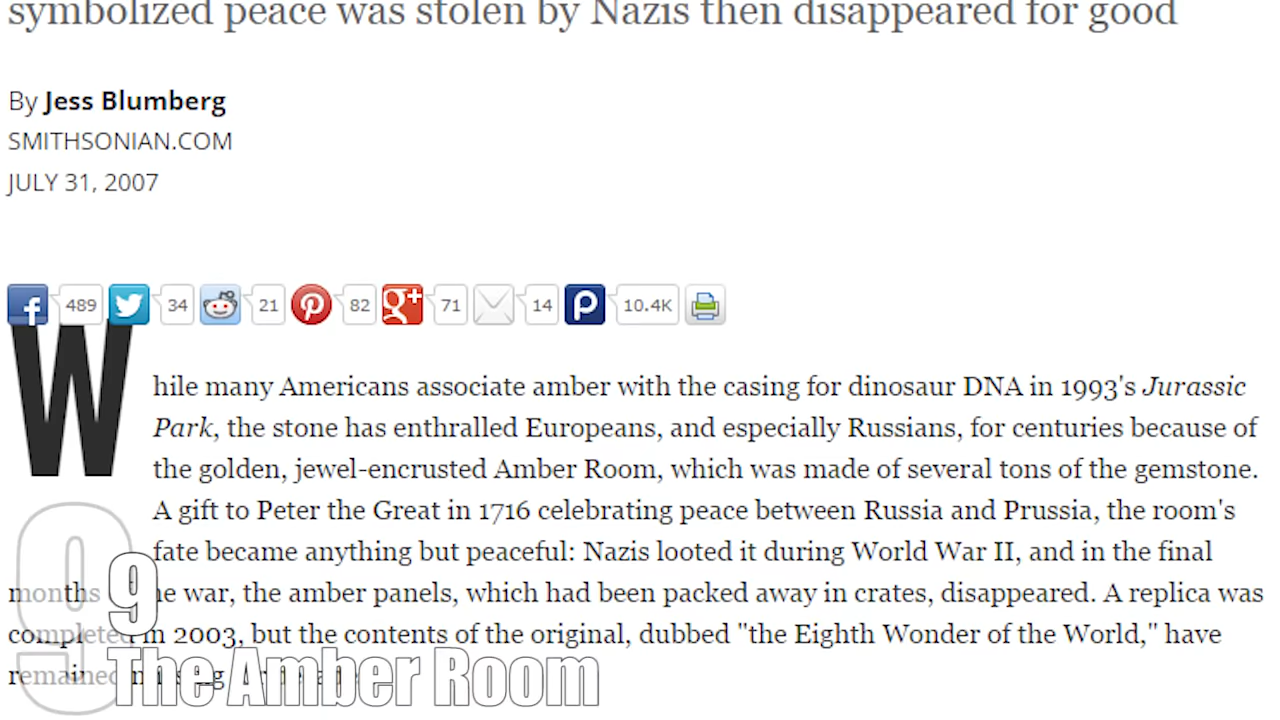 symbolized peace was stolen by Nazis then disappeared for good
By Jess Blumberg
SMITHSONIAN.COM
JULY 31, 2007
489 34 21 82 71 14 10.4K
While many Americans associate amber with the casing for dinosaur DNA in 1993's Jurassic
Park, the stone has enthralled Europeans, and especially Russians, for centuries because of
the golden, jewel-encrusted Amber Room, which was made of several tons of the gemstone.
A gift to Peter the Great in 1716 celebrating peace between Russia and Prussia, the room's
fate became anything but peaceful: Nazis looted it during World War II, and in the final
months he war, the amber panels, which had been packed away in crates, disappeared. A replica was
completed in 2003, but the contents of the original, dubbed "the Eighth Wonder of the World," have
remained
9
9
The Amber Room